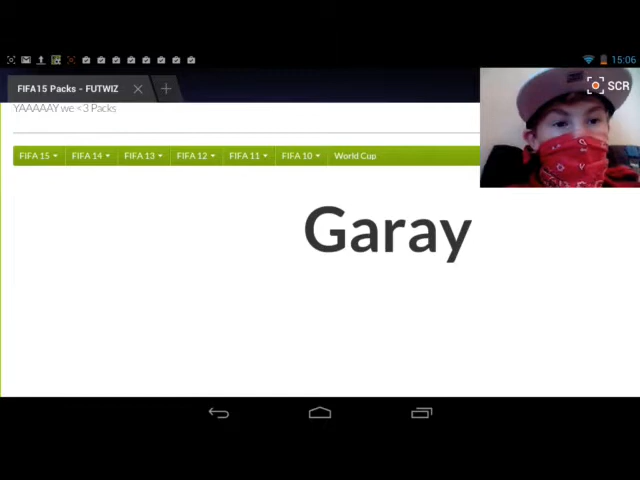 15:06
FIFA15 Packs - FUTWIZ
SCR
YAAAAAY we <3 Packs
FIFA 15 FIFA 14 FIFA 13 FIFA 12 FIFA 11 FIFA 10 World Cup
Garay